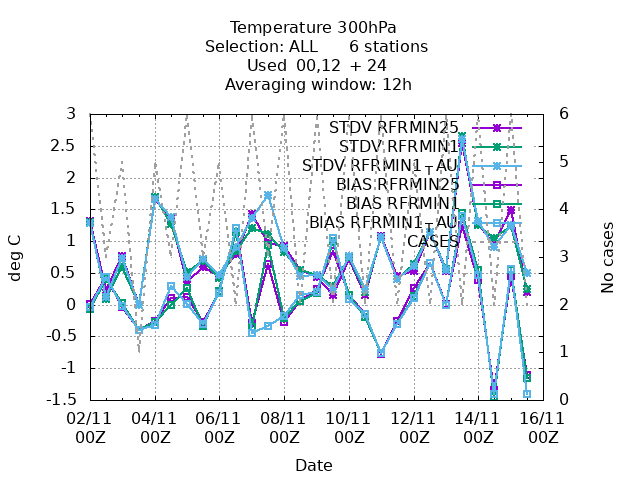 Temperature 300hPa
Selection: ALL 6 stations
Used 00,12 + 24
Averaging window: 12h
3
2.5
2
1.5
1
0.5
0
-0.5
-1
-1.5
6
5
4
3
2
1
0
deg C
No cases
STDV RFRMIN25
STDV RFRMIN1
STDV RFRMIN1_AU
BIAS RFRMIN25
BIAS RFRMIN1
BIAS RFRMIN1_AU
CASES
02/11 04/11 06/11 08/11 10/11 12/11 14/11 16/11
00Z 00Z 00Z 00Z 00Z 00Z 00Z 00Z
Date